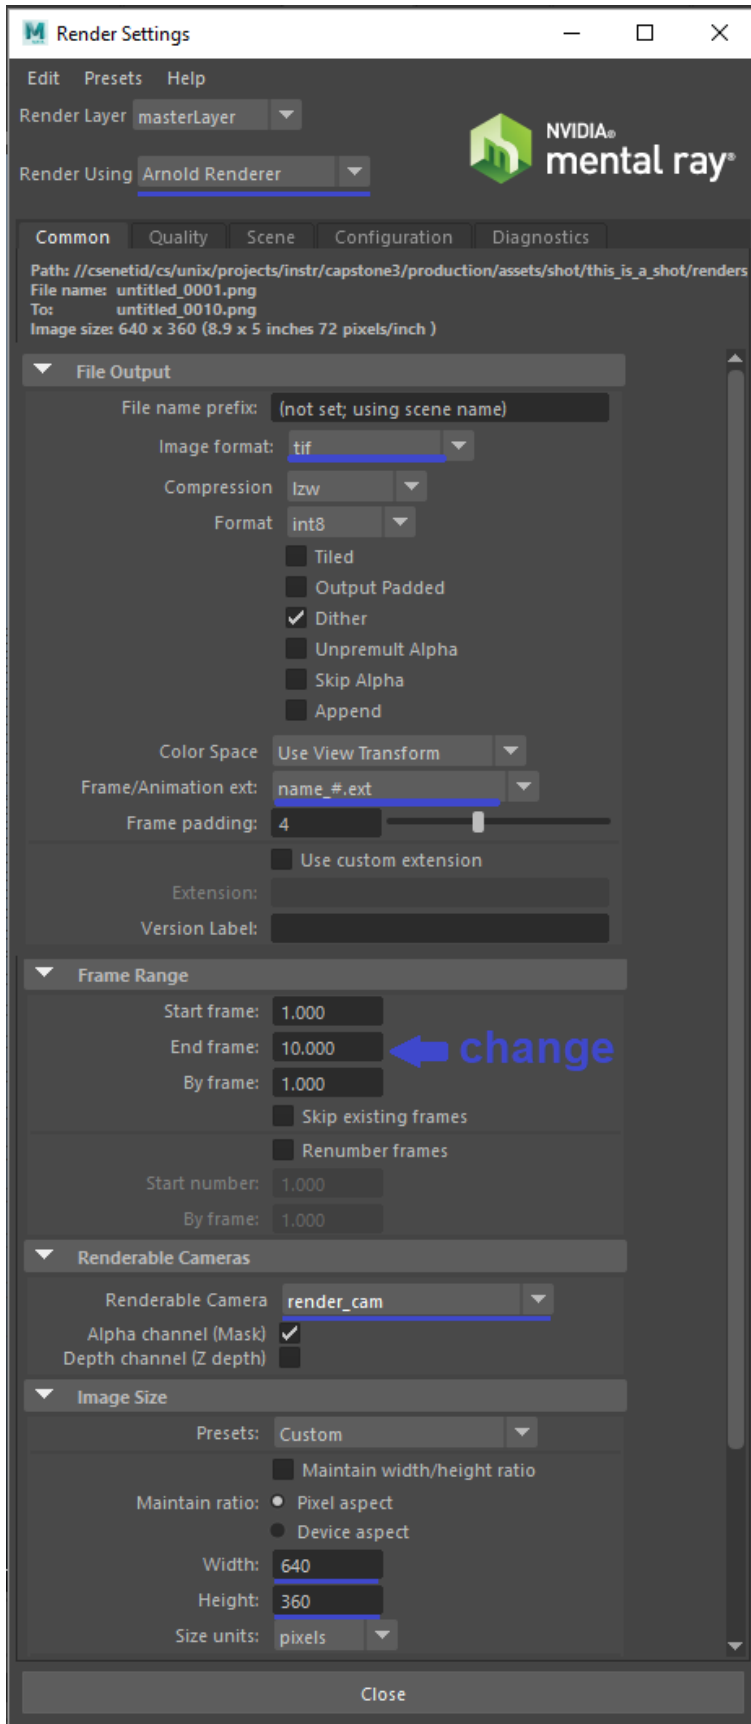 Render Settings
Edit Presets Help
Render Layer masterLayer
NVIDIA®
mental ray®
Render Using Arnold Renderer
Common Quality Scene Configuration Diagnostics
Path: //csenetid/cs/unix/projects/instr/capstone3/production/assets/shot/this_is_a_shot/renders
File name: untitled_0001.png
To: untitled_0010.png
Image size: 640 x 360 (8.9 x 5 inches 72 pixels/inch )
File Output
File name prefix: (not set; using scene name)
Image format: tif
Compression lzw
Format int8
Tiled
Output Padded
Dither
Unpremult Alpha
Skip Alpha
Append
Color Space Use View Transform
Frame/Animation ext: name_#.ext
Frame padding: 4
Use custom extension
Extension:
Version Label:
Frame Range
Start frame: 1.000
End frame: 10.000 change
By frame: 1.000
Skip existing frames
Renumber frames
Start number: 1.000
By frame: 1.000
Renderable Cameras
Renderable Camera render_cam
Alpha channel (Mask)
Depth channel (Z depth)
Image Size
Presets: Custom
Maintain width/height ratio
Maintain ratio: Pixel aspect
Device aspect
Width: 640
Height: 360
Size units: pixels
Close